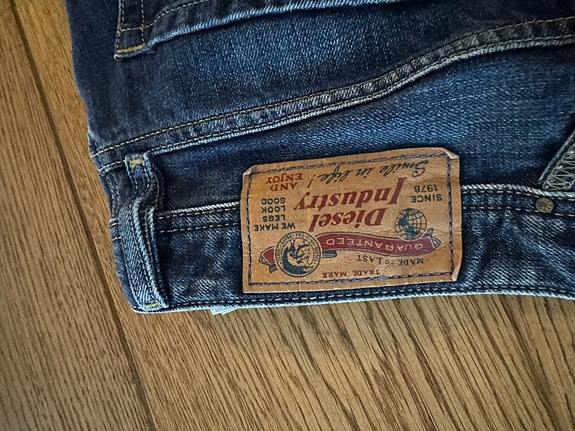 TRADE MARK
MADE to LAST
GUARANTEED
Diesel
Industry
SINCE
1978
WE MAKE
LEGS
LOOK
GOOD
AND
ENJOY
Smile in life!